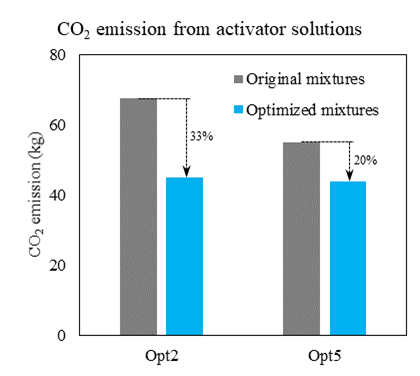 CO₂ emission from activator solutions
80
60
40
20
0
CO₂ emission (kg)
Original mixtures
Optimized mixtures
33%
20%
Opt2
Opt5